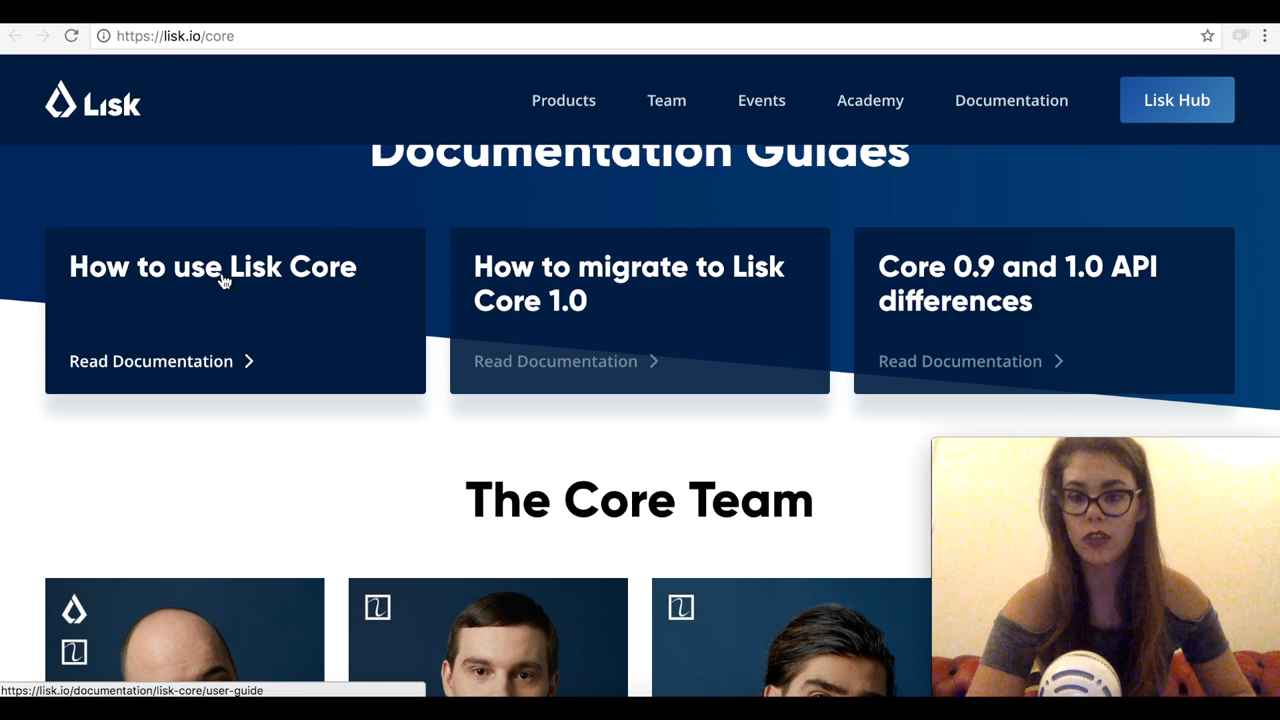 https://lisk.io/core
Lisk
Products
Team
Events
Academy
Documentation
Lisk Hub
Documentation Guides
How to use Lisk Core
Read Documentation
How to migrate to Lisk
Core 1.0
Read Documentation
Core 0.9 and 1.0 API
differences
Read Documentation
The Core Team
https://lisk.io/documentation/lisk-core/user-guide